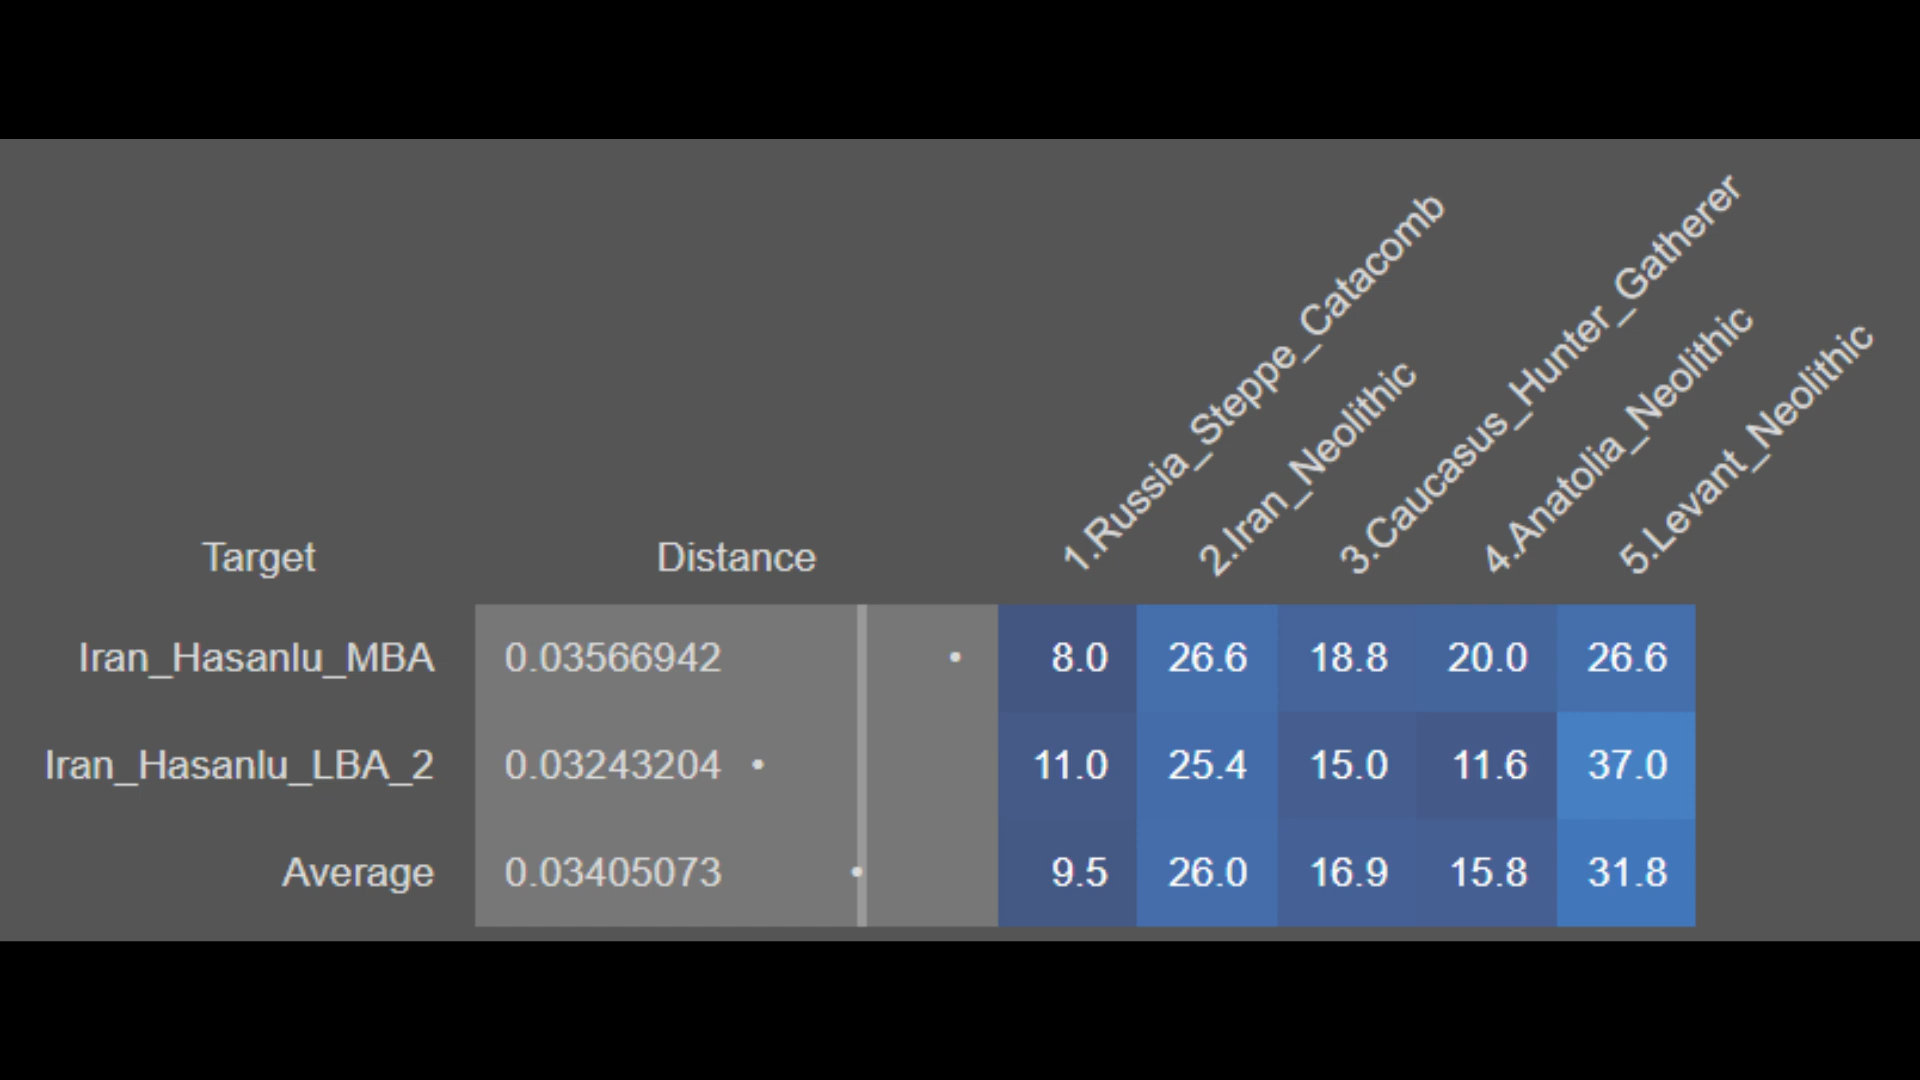 1.Russia_Steppe_Catacomb
2.Iran_Neolithic
3.Caucasus_Hunter_Gatherer
4.Anatolia_Neolithic
5.Levant_Neolithic
Target Distance
Iran_Hasanlu_MBA 0.03566942 8.0 26.6 18.8 20.0 26.6
Iran_Hasanlu_LBA_2 0.03243204 11.0 25.4 15.0 11.6 37.0
Average 0.03405073 9.5 26.0 16.9 15.8 31.8